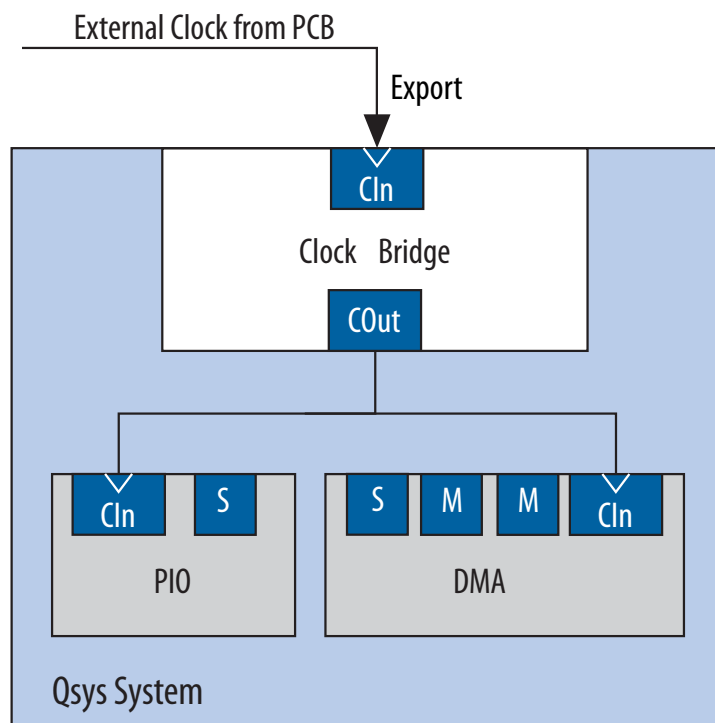 External Clock from PCB
Export
CIn
Clock Bridge
COut
CIn S
S M M CIn
PIO
DMA
Qsys System